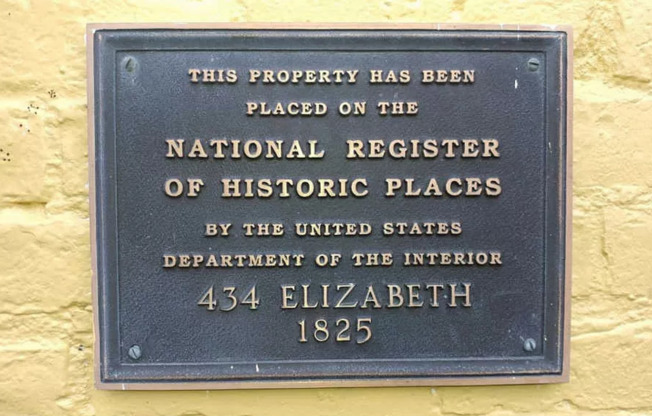 THIS PROPERTY HAS BEEN
PLACED ON THE
NATIONAL REGISTER
OF HISTORIC PLACES
BY THE UNITED STATES
DEPARTMENT OF THE INTERIOR
434 ELIZABETH
1825